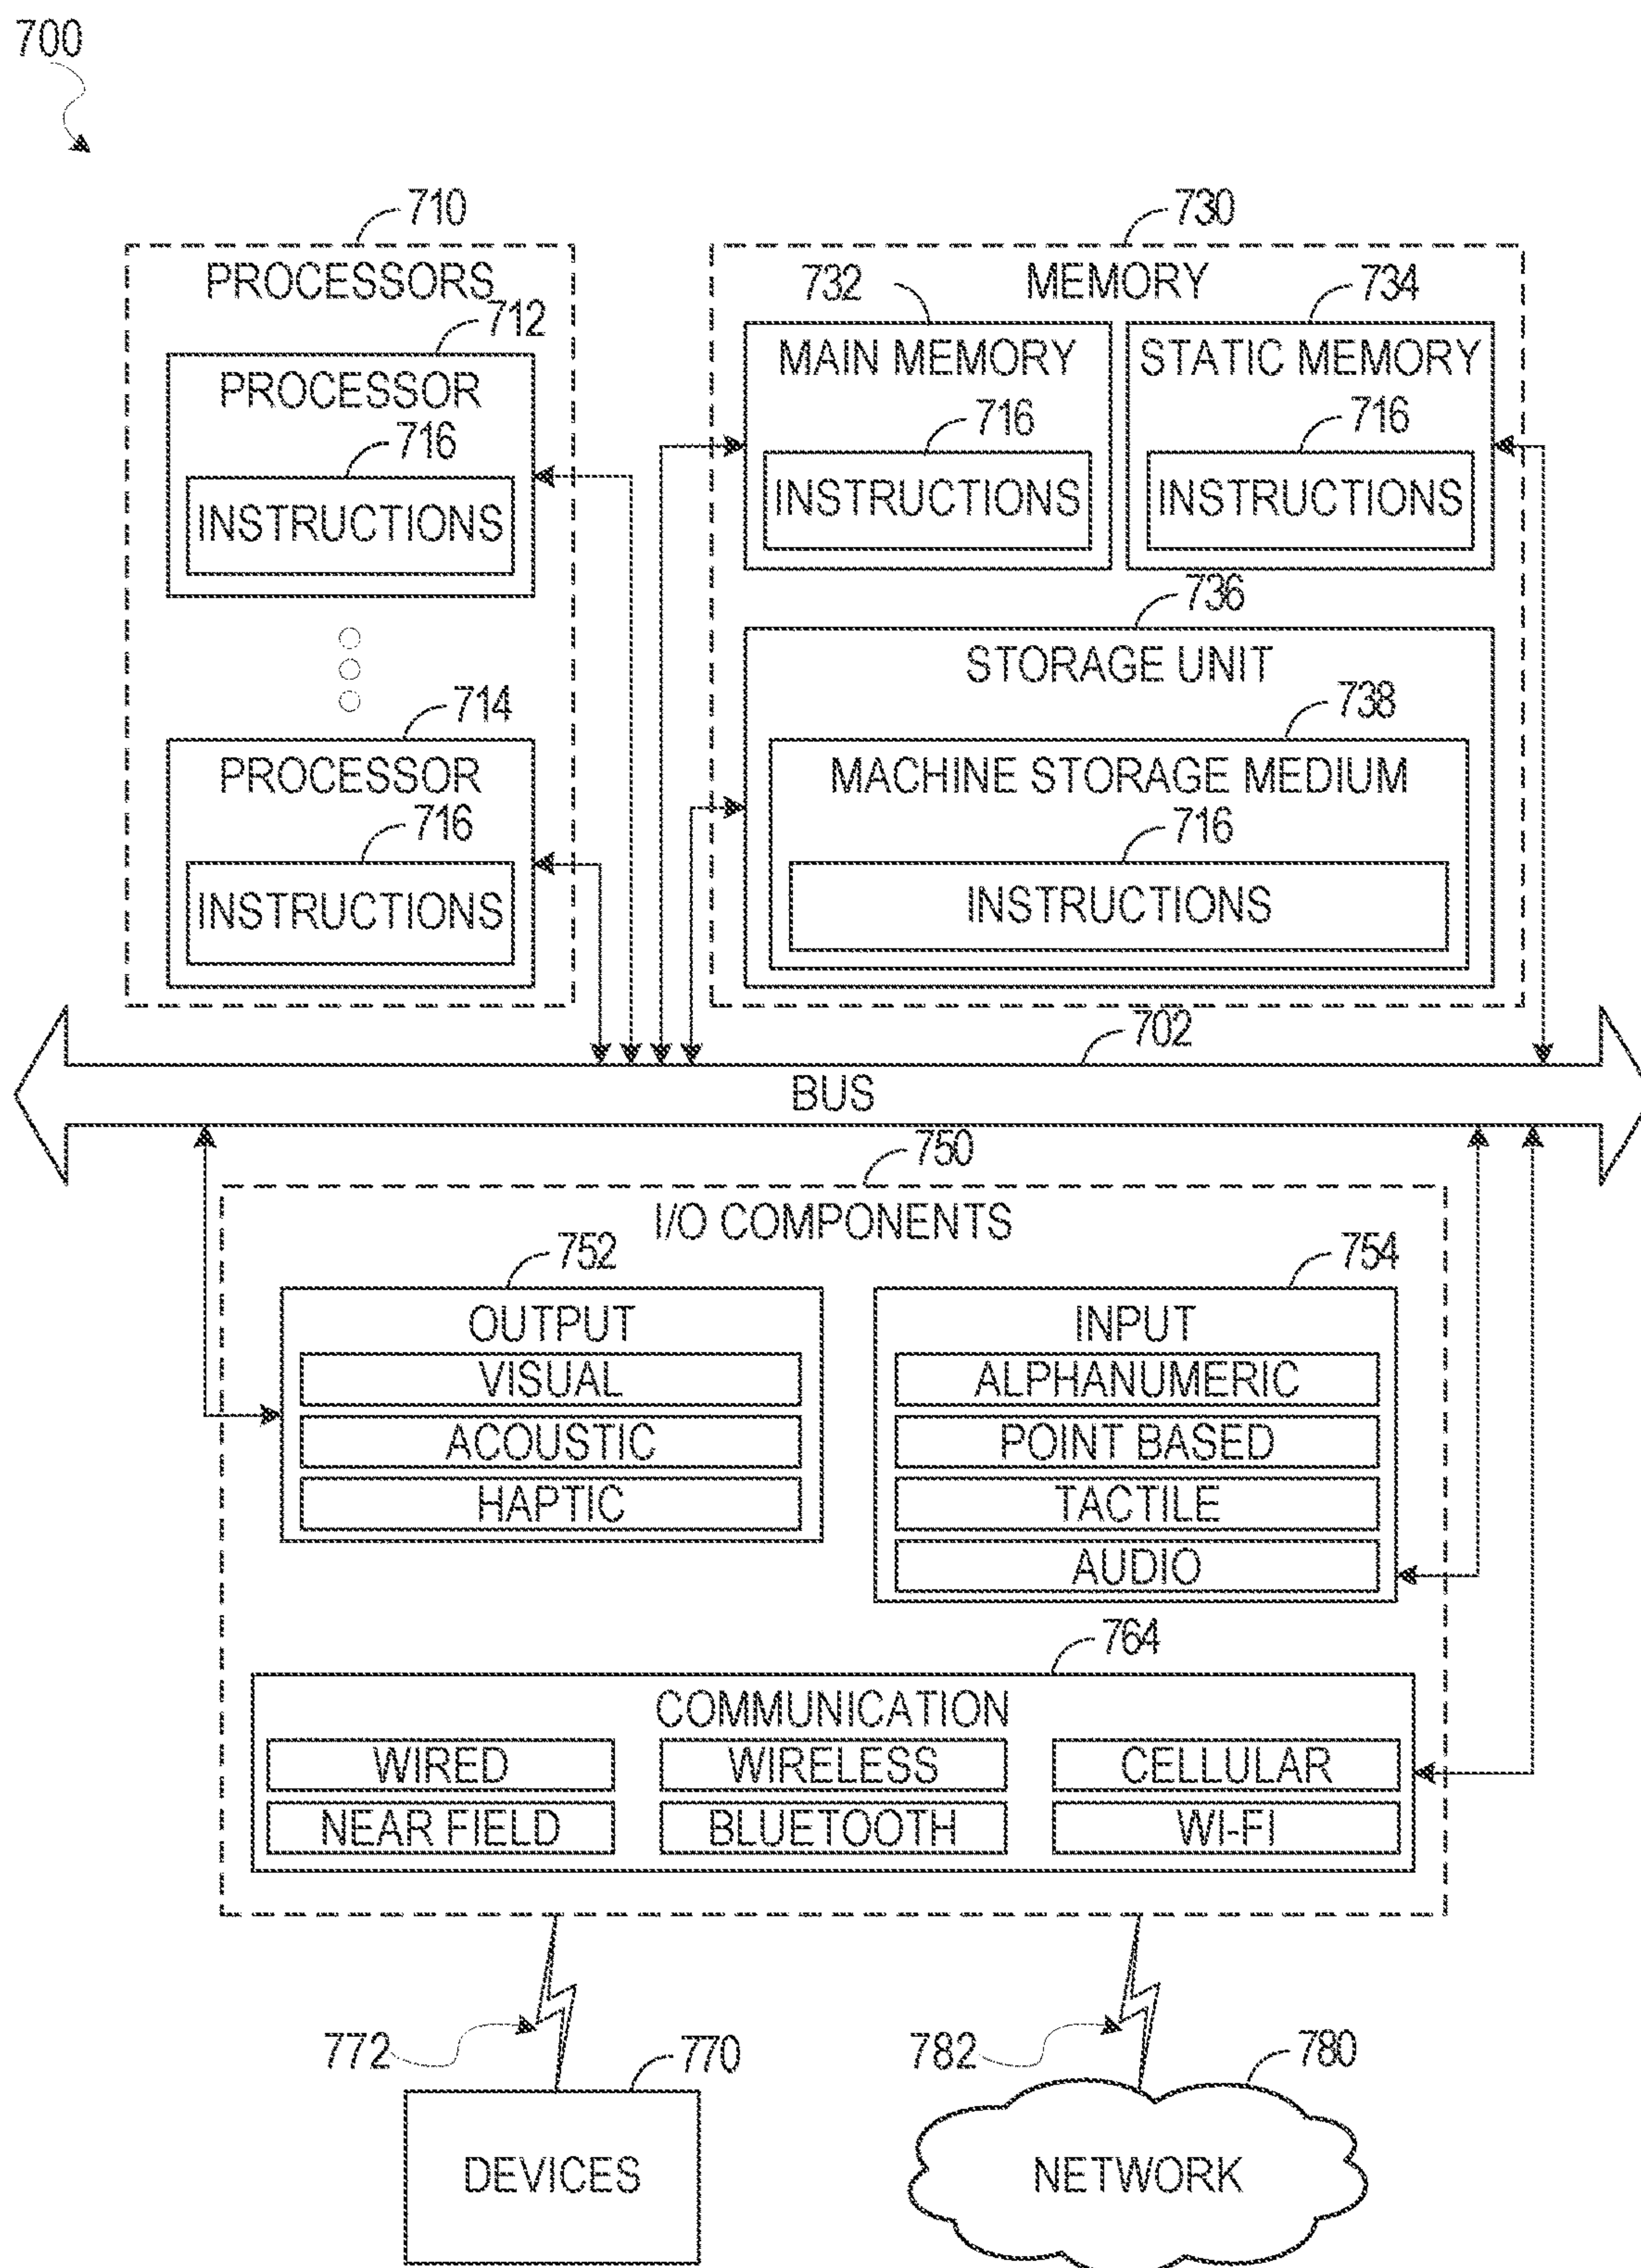 700
710
730
PROCESSORS
MEMORY
712
732
734
PROCESSOR
MAIN MEMORY
STATIC MEMORY
716
716
716
INSTRUCTIONS
INSTRUCTIONS
INSTRUCTIONS
736
STORAGE UNIT
714
738
PROCESSOR
MACHINE STORAGE MEDIUM
716
716
INSTRUCTIONS
INSTRUCTIONS
702
BUS
750
I/O COMPONENTS
752
754
OUTPUT
INPUT
VISUAL
ALPHANUMERIC
ACOUSTIC
POINT BASED
HAPTIC
TACTILE
AUDIO
764
COMMUNICATION
WIRED
WIRELESS
CELLULAR
NEAR FIELD
BLUETOOTH
WI-FI
772
770
782
780
DEVICES
NETWORK